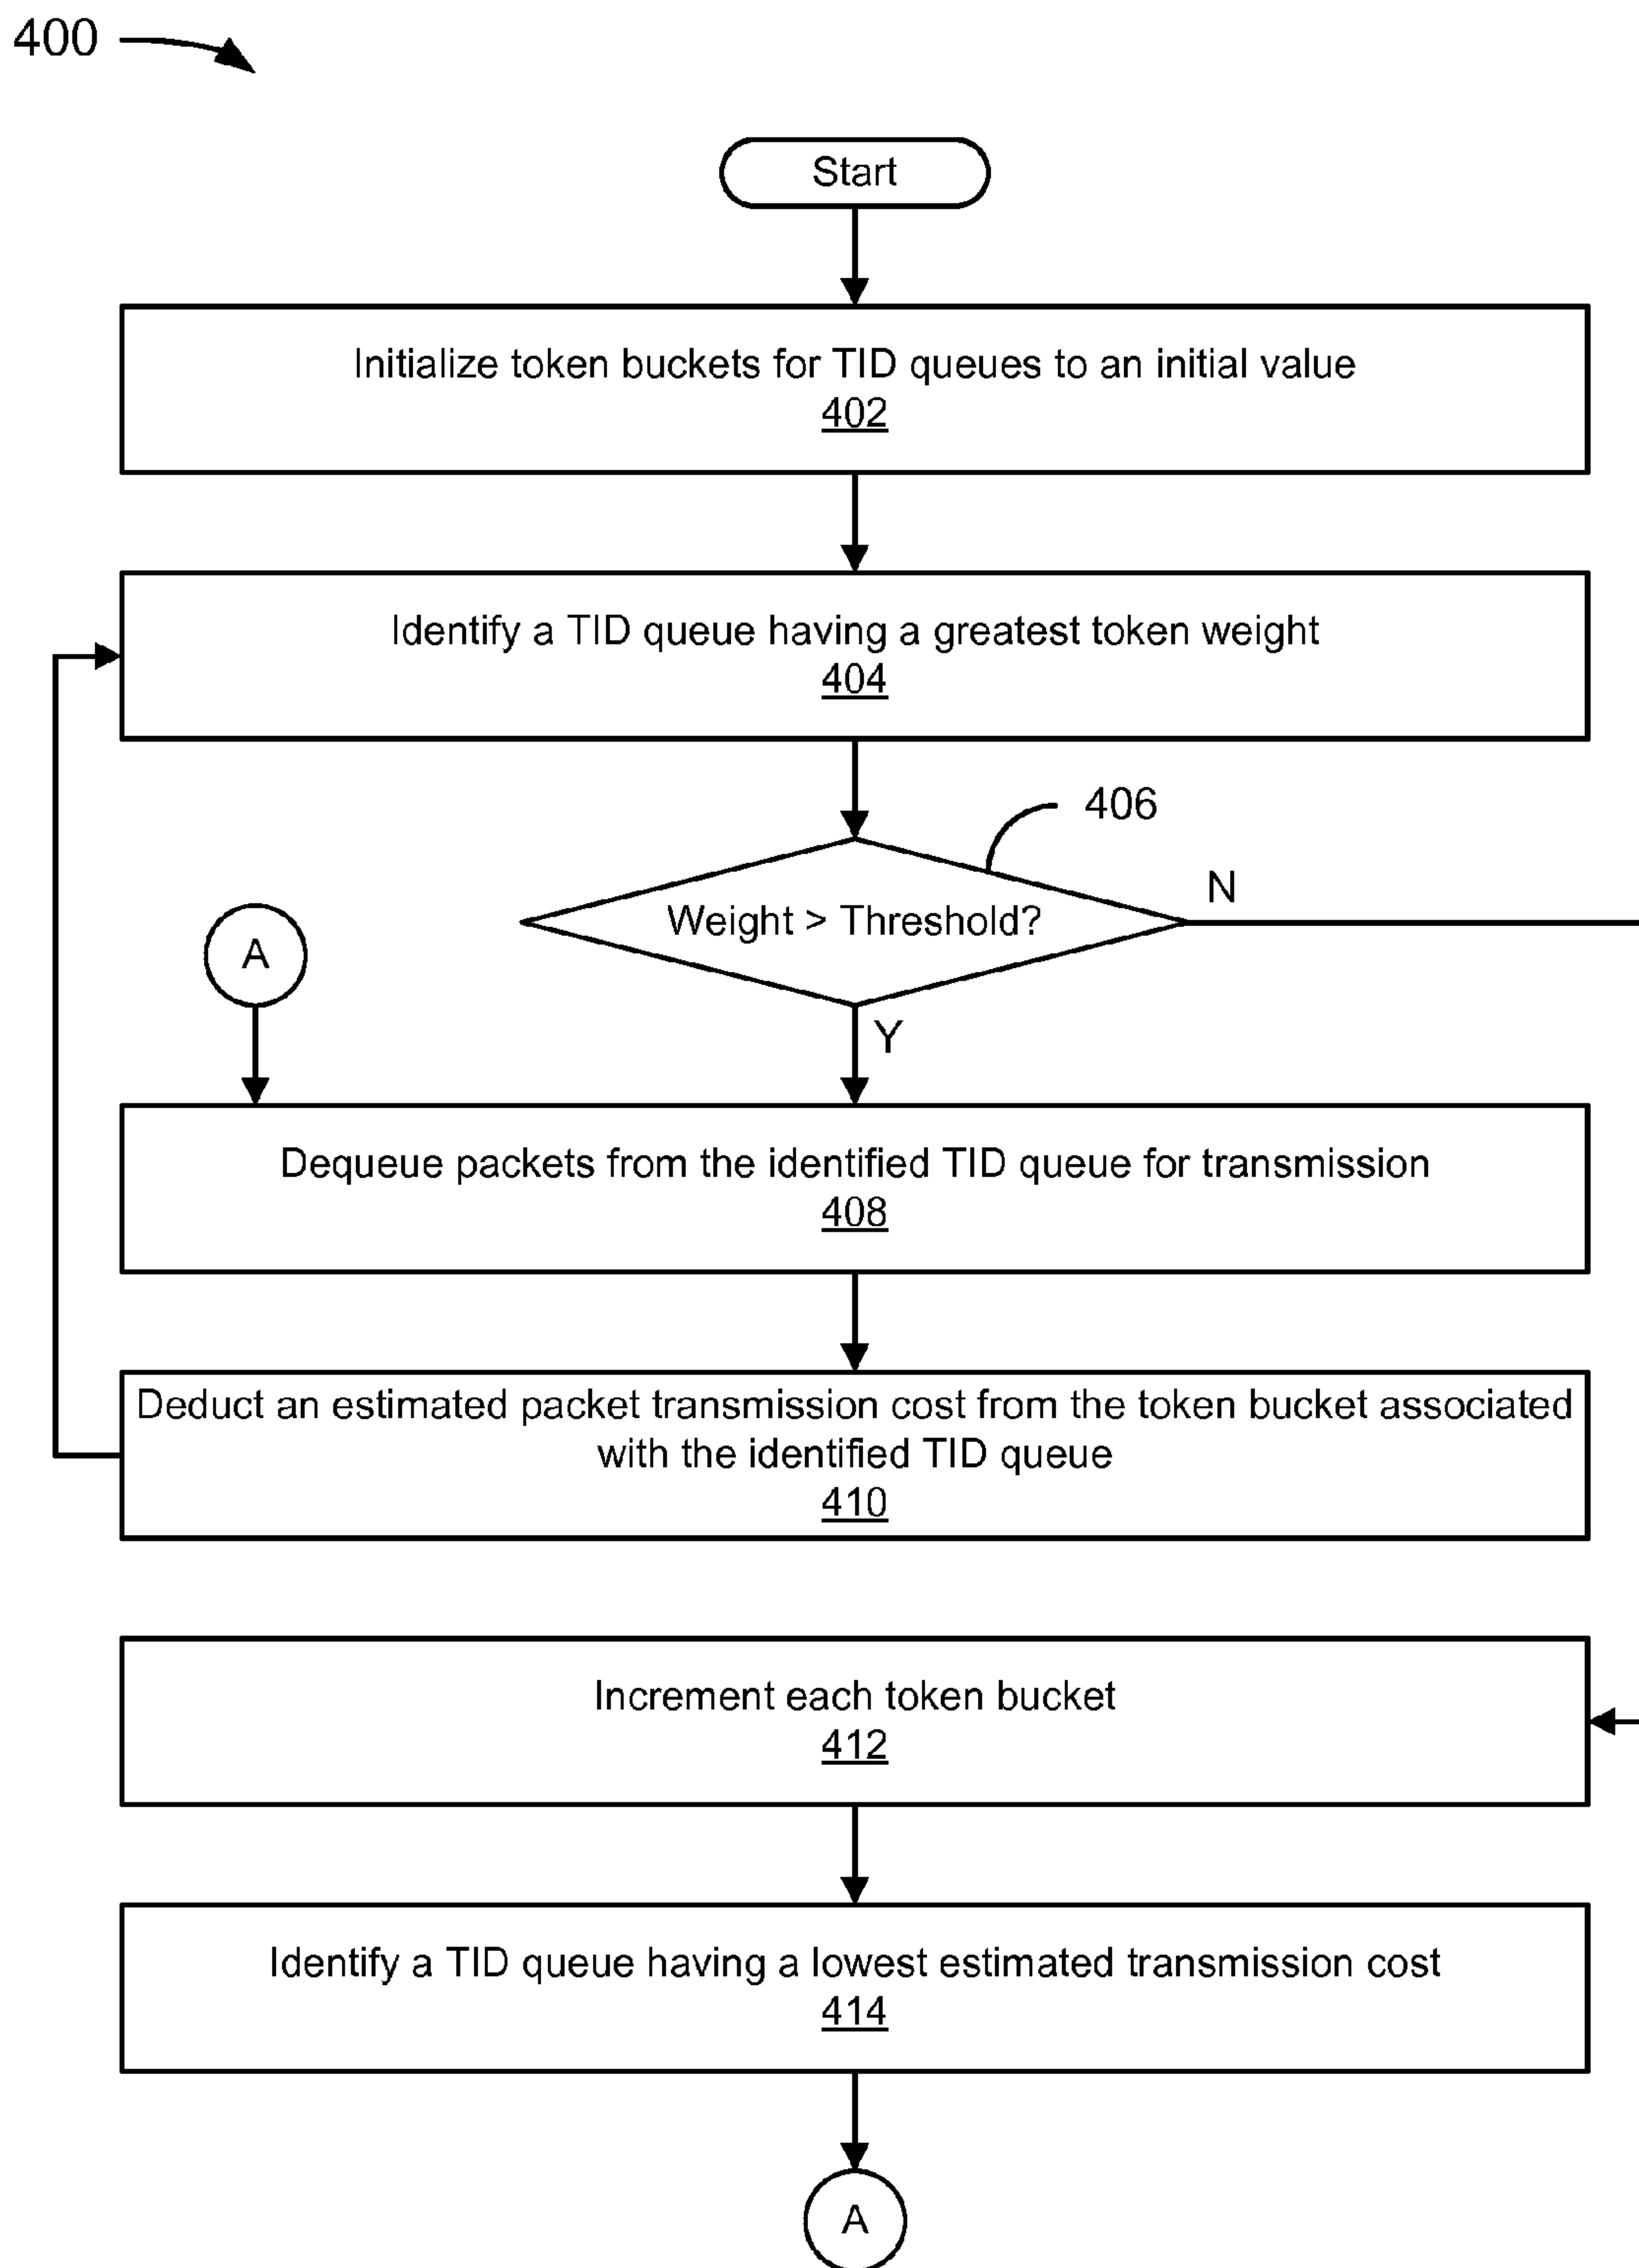 400
Start
Initialize token buckets for TID queues to an initial value
402
Identify a TID queue having a greatest token weight
404
406
Weight > Threshold?
N
A
Y
Dequeue packets from the identified TID queue for transmission
408
Deduct an estimated packet transmission cost from the token bucket associated
with the identified TID queue
410
Increment each token bucket
412
Identify a TID queue having a lowest estimated transmission cost
414
A